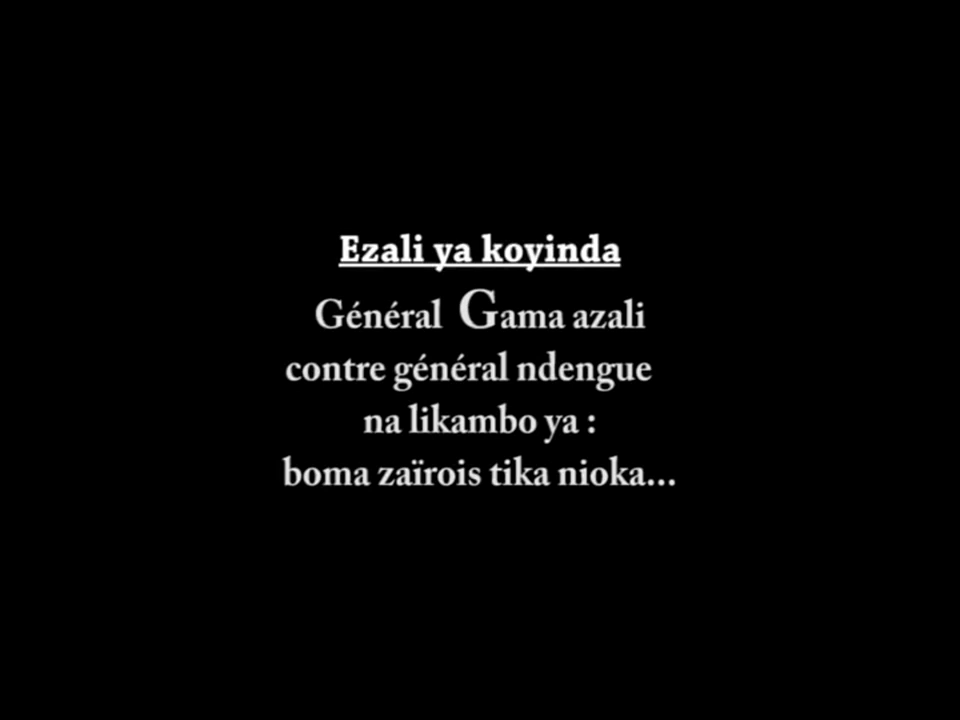 Ezali ya koyinda
Général Gama azali
contre général ndengue
na likambo ya :
boma zaïrois tika nioka...